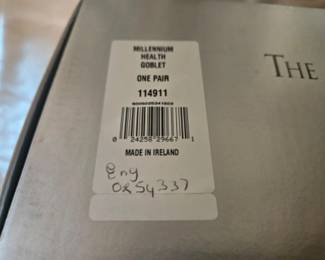 MILLENNIUM
HEALTH
GOBLET
THE
ONE PAIR
114911
0 24258 29667 1
MADE IN IRELAND
Eng
0254337